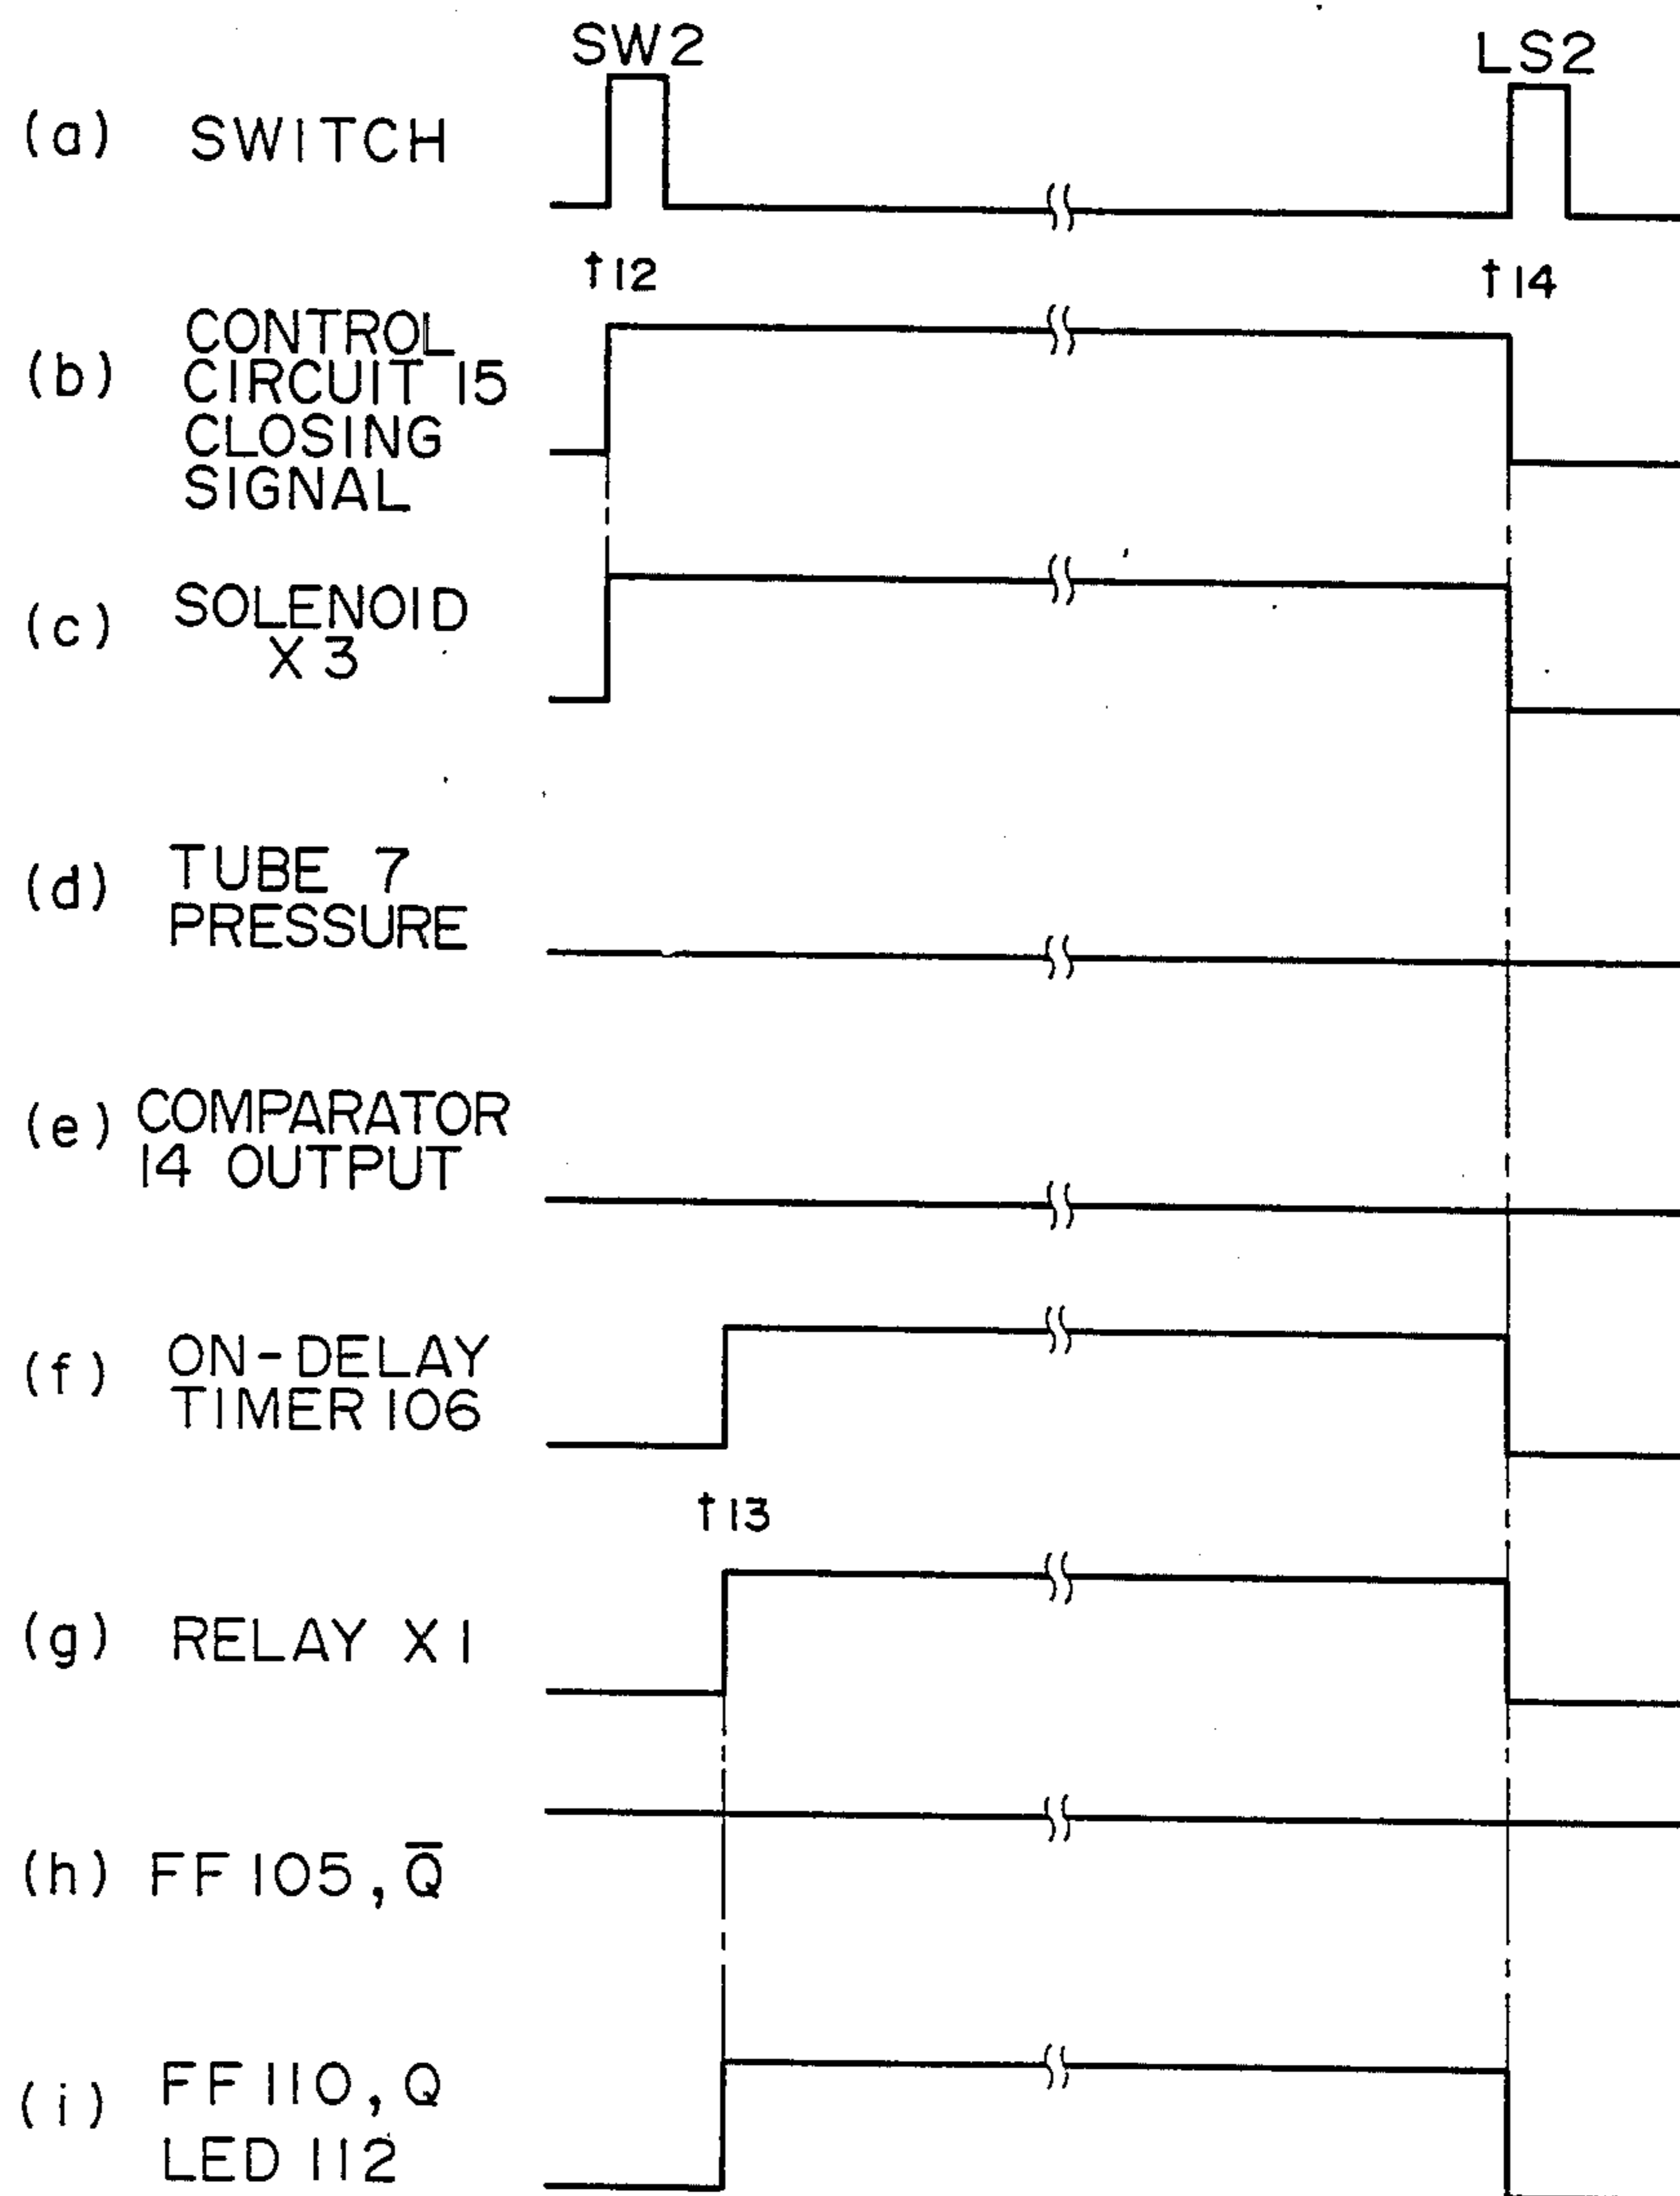 SW2
LS2
(a) SWITCH
t12
t14
(b) CONTROL
CIRCUIT 15
CLOSING
SIGNAL
(c) SOLENOID
X3
(d) TUBE 7
PRESSURE
(e) COMPARATOR
14 OUTPUT
(f) ON-DELAY
TIMER 106
t13
(g) RELAY X1
(h) FF 105, Q̅
(i) FF 110, Q
LED 112